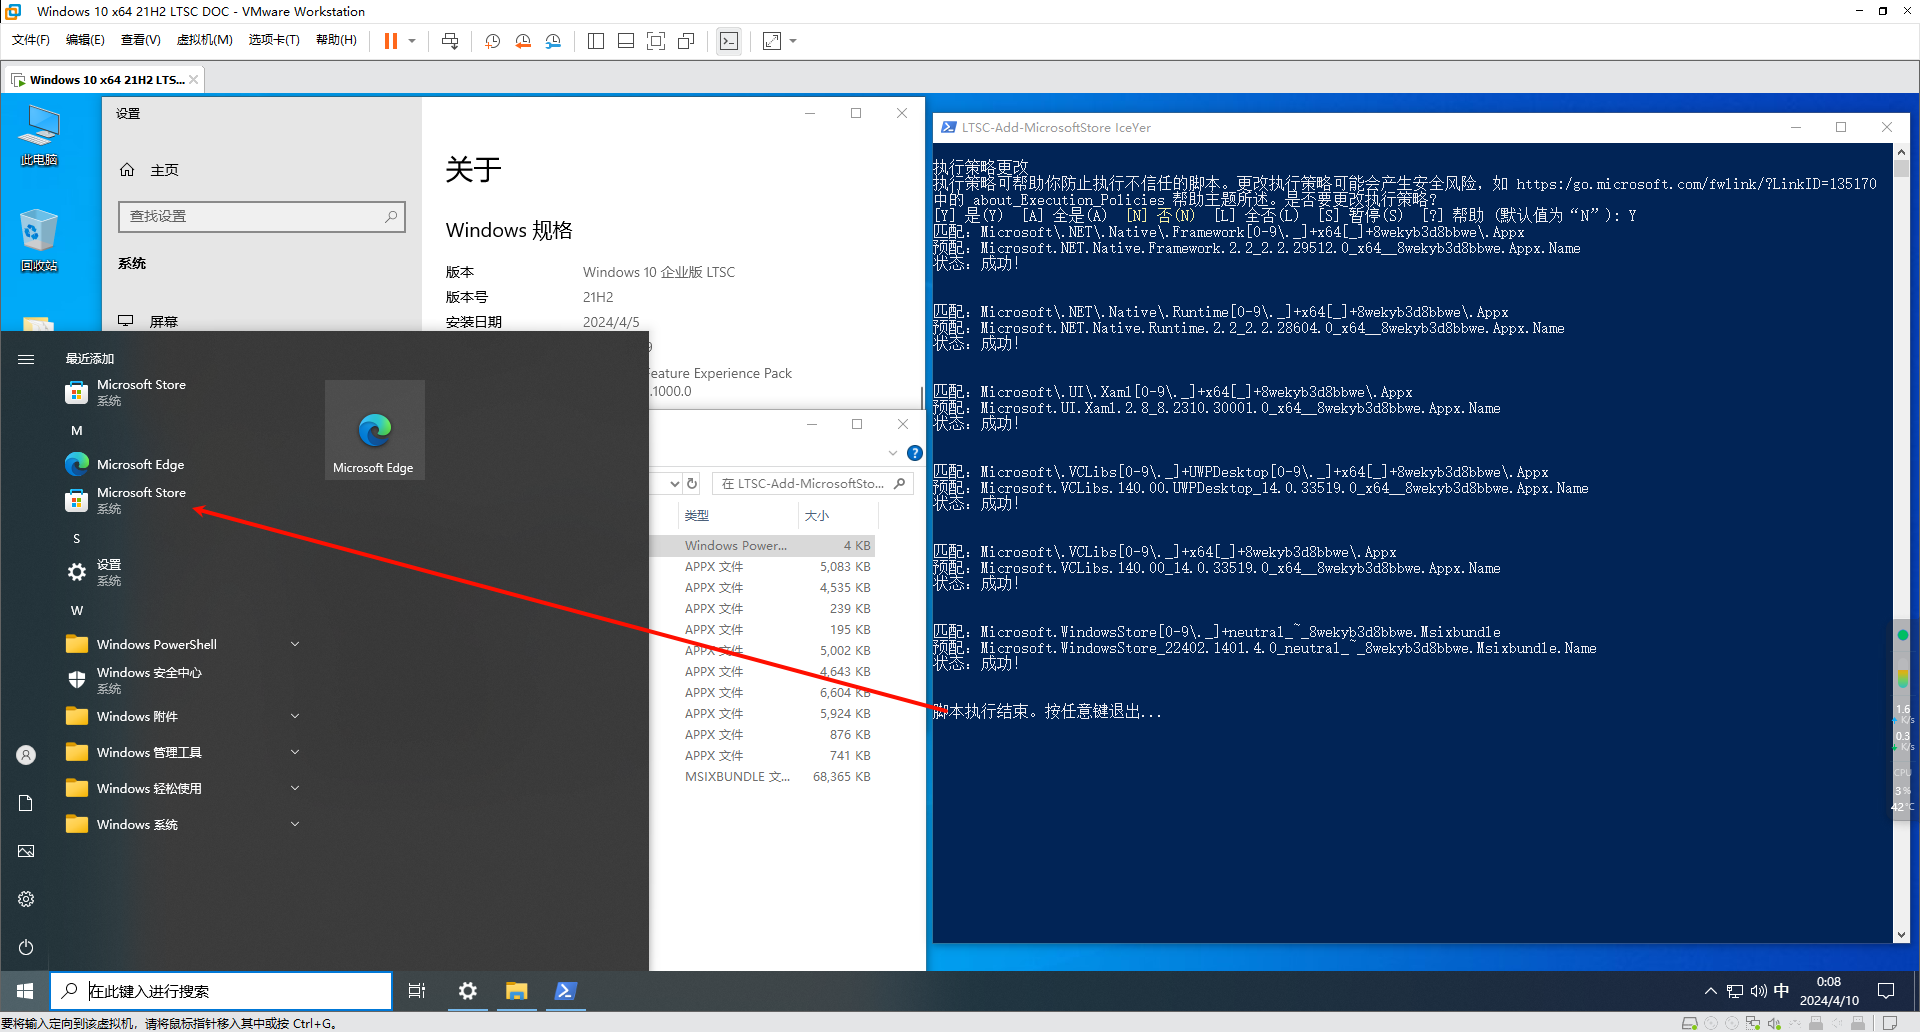 Windows 10 x64 21H2 LTSC DOC - VMware Workstation
文件(F) 编辑(E) 查看(V) 虚拟机(M) 选项卡(T) 帮助(H)
Windows 10 x64 21H2 LTS...
此电脑
回收站
设置
主页
查找设置
系统
屏幕
关于
Windows 规格
版本 Windows 10 企业版 LTSC
版本号 21H2
安装日期 2024/4/5
9
Feature Experience Pack
.1000.0
最近添加
Microsoft Store
系统
M
Microsoft Edge
Microsoft Store
系统
S
设置
系统
W
Windows PowerShell
Windows 安全中心
系统
Windows 附件
Windows 管理工具
Windows 轻松使用
Windows 系统
Microsoft Edge
在 LTSC-Add-MicrosoftSto...
类型 大小
Windows Power... 4 KB
APPX 文件 5,083 KB
APPX 文件 4,535 KB
APPX 文件 239 KB
APPX 文件 195 KB
APPX 文件 5,002 KB
APPX 文件 4,643 KB
APPX 文件 6,604 KB
APPX 文件 5,924 KB
APPX 文件 876 KB
APPX 文件 741 KB
MSIXBUNDLE 文... 68,365 KB
LTSC-Add-MicrosoftStore IceYer
执行策略更改
执行策略可帮助你防止执行不信任的脚本。更改执行策略可能会产生安全风险，如 https:/go.microsoft.com/fwlink/?LinkID=135170
中的 about_Execution_Policies 帮助主题所述。是否要更改执行策略?
[Y] 是(Y) [A] 全是(A) [N] 否(N) [L] 全否(L) [S] 暂停(S) [?] 帮助 (默认值为“N”): Y
匹配: Microsoft\.NET\.Native\.Framework[0-9\._]+x64[_]+8wekyb3d8bbwe\.Appx
预配: Microsoft.NET.Native.Framework.2.2_2.2.29512.0_x64__8wekyb3d8bbwe.Appx.Name
状态: 成功!
匹配: Microsoft\.NET\.Native\.Runtime[0-9\._]+x64[_]+8wekyb3d8bbwe\.Appx
预配: Microsoft.NET.Native.Runtime.2.2_2.2.28604.0_x64__8wekyb3d8bbwe.Appx.Name
状态: 成功!
匹配: Microsoft\.UI\.Xaml[0-9\._]+x64[_]+8wekyb3d8bbwe\.Appx
预配: Microsoft.UI.Xaml.2.8_8.2310.30001.0_x64__8wekyb3d8bbwe.Appx.Name
状态: 成功!
匹配: Microsoft\.VCLibs[0-9\._]+UWPDesktop[0-9\._]+x64[_]+8wekyb3d8bbwe\.Appx
预配: Microsoft.VCLibs.140.00.UWPDesktop_14.0.33519.0_x64__8wekyb3d8bbwe.Appx.Name
状态: 成功!
匹配: Microsoft\.VCLibs[0-9\._]+x64[_]+8wekyb3d8bbwe\.Appx
预配: Microsoft.VCLibs.140.00_14.0.33519.0_x64__8wekyb3d8bbwe.Appx.Name
状态: 成功!
匹配: Microsoft.WindowsStore[0-9\._]+neutral_~_8wekyb3d8bbwe.Msixbundle
预配: Microsoft.WindowsStore_22402.1401.4.0_neutral_~_8wekyb3d8bbwe.Msixbundle.Name
状态: 成功!
脚本执行结束。按任意键退出...
1.6
K/s
0.3
K/s
CPU
3%
42°C
在此键入进行搜索
中
0:08
2024/4/10
要将输入定向到该虚拟机，请将鼠标指针移入其中或按 Ctrl+G。